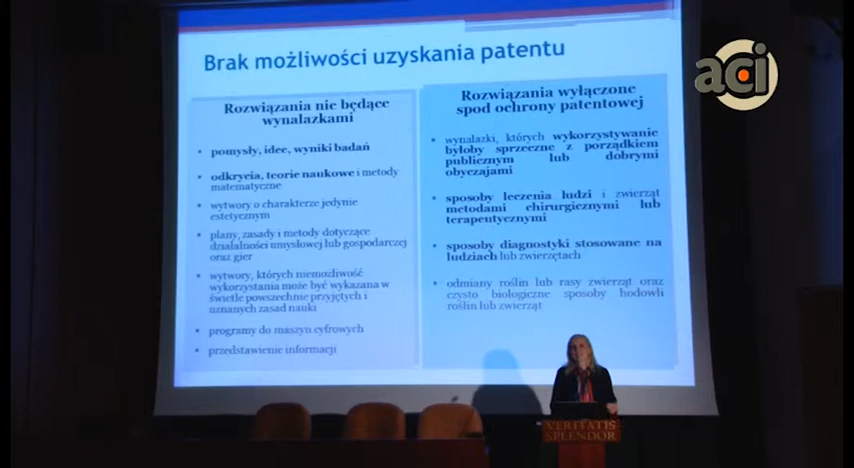 Brak możliwości uzyskania patentu
aci
Rozwiązania nie będące
wynalazkami
• pomysły, idee, wyniki badań
• odkrycia, teorie naukowe i metody
matematyczne
• wytwory o charakterze jedynie
estetycznym
• plany, zasady i metody dotyczące
działalności umysłowej lub gospodarczej
oraz gier
• wytwory, których niemożliwość
wykorzystania może być wykazana w
świetle powszechnie przyjętych i
uznanych zasad nauki
• programy do maszyn cyfrowych
• przedstawienie informacji
Rozwiązania wyłączone
spod ochrony patentowej
• wynalazki, których wykorzystywanie
byłoby sprzeczne z porządkiem
publicznym lub dobrymi
obyczajami
• sposoby leczenia ludzi i zwierząt
metodami chirurgicznymi lub
terapeutycznymi
• sposoby diagnostyki stosowane na
ludziach lub zwierzętach
• odmiany roślin lub rasy zwierząt oraz
czysto biologiczne sposoby hodowli
roślin lub zwierząt
VERITATIS
SPLENDOR